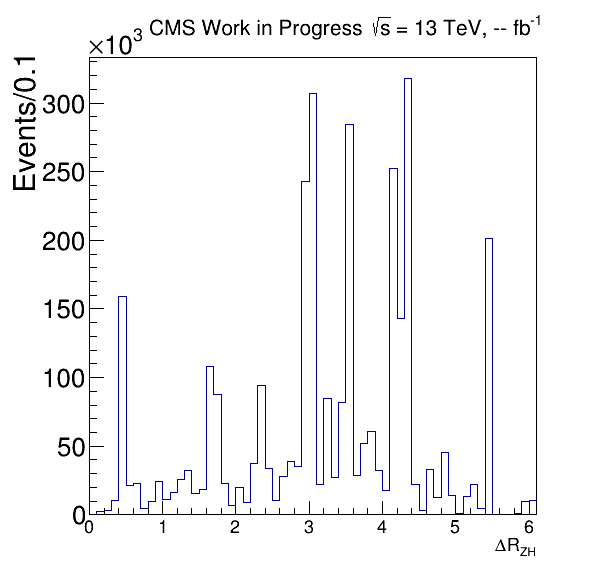 ×10³ CMS Work in Progress √s = 13 TeV, -- fb⁻¹
Events/0.1
300
250
200
150
100
50
0
0 1 2 3 4 5 6
ΔR_ZH